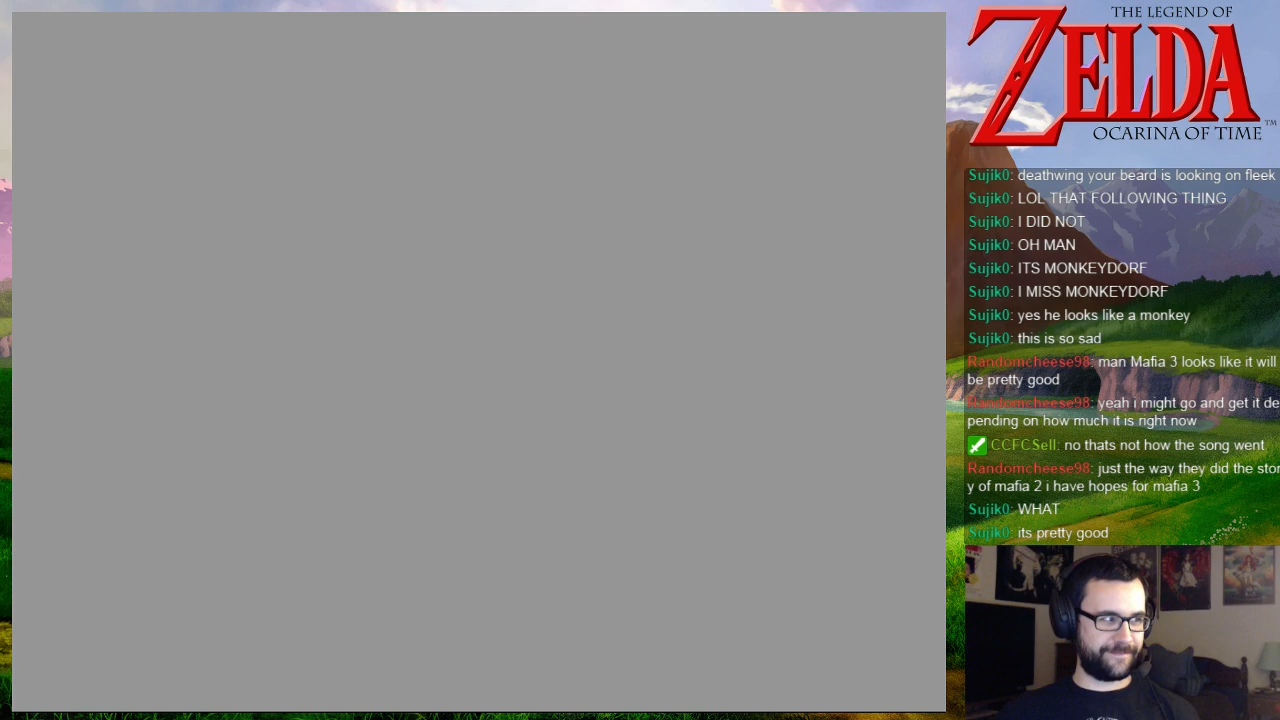 THE LEGEND OF
ZELDA
TM
OCARINA OF TIME
Sujik0: deathwing your beard is looking on fleek
Sujik0: LOL THAT FOLLOWING THING
Sujik0: I DID NOT
Sujik0: OH MAN
Sujik0: ITS MONKEYDORF
Sujik0: I MISS MONKEYDORF
Sujik0: yes he looks like a monkey
Sujik0: this is so sad
Randomcheese98: man Mafia 3 looks like it will
be pretty good
Randomcheese98: yeah i might go and get it de
pending on how much it is right now
CCFCSell: no thats not how the song went
Randomcheese98: just the way they did the stor
y of mafia 2 i have hopes for mafia 3
Sujik0: WHAT
Sujik0: its pretty good